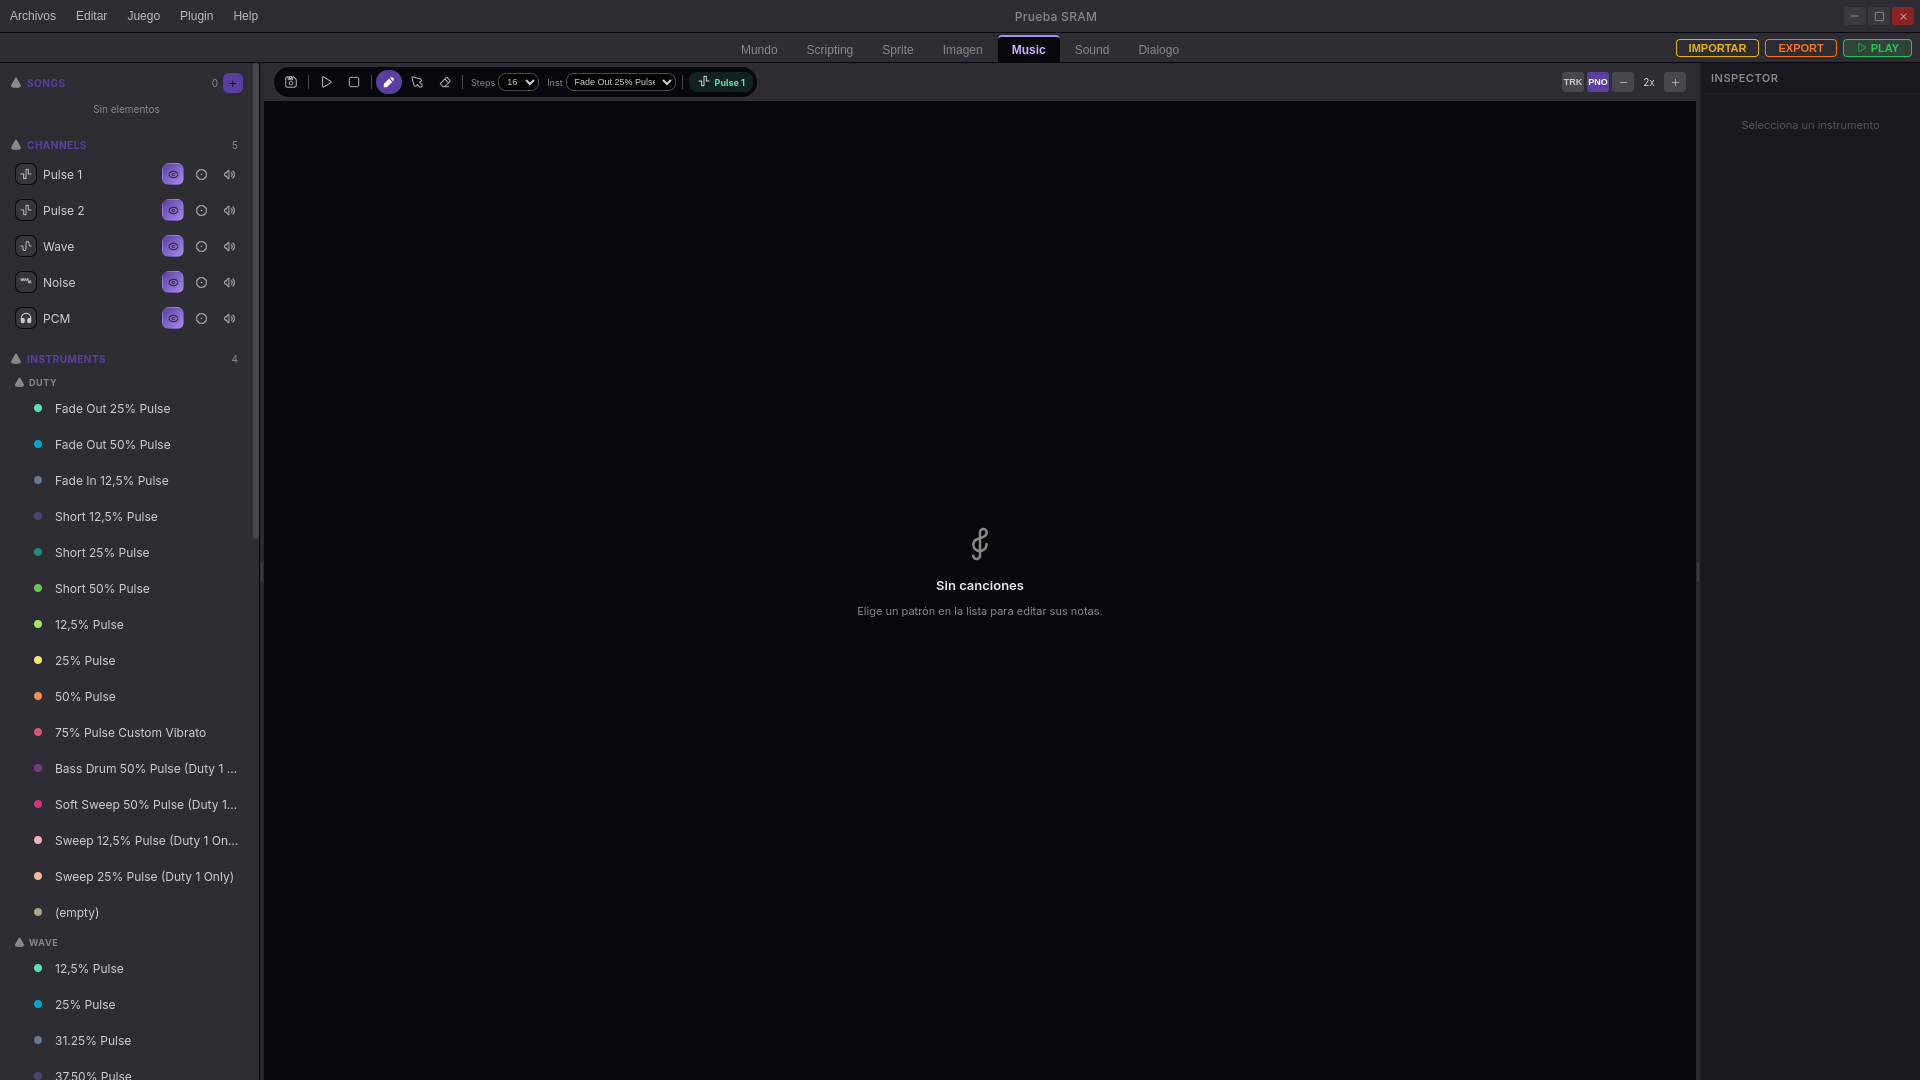 Archivos Editar Juego Plugin Help
Prueba SRAM
Mundo Scripting Sprite Imagen Music Sound Dialogo
IMPORTAR EXPORT PLAY
SONGS 0 +
Sin elementos
CHANNELS 5
Pulse 1
Pulse 2
Wave
Noise
PCM
INSTRUMENTS 4
DUTY
Fade Out 25% Pulse
Fade Out 50% Pulse
Fade In 12,5% Pulse
Short 12,5% Pulse
Short 25% Pulse
Short 50% Pulse
12,5% Pulse
25% Pulse
50% Pulse
75% Pulse Custom Vibrato
Bass Drum 50% Pulse (Duty 1 ...
Soft Sweep 50% Pulse (Duty 1...
Sweep 12,5% Pulse (Duty 1 On...
Sweep 25% Pulse (Duty 1 Only)
(empty)
WAVE
12,5% Pulse
25% Pulse
31.25% Pulse
37.50% Pulse
Steps 16 Inst Fade Out 25% Pulse Pulse 1
TRK PNO − 2x +
Sin canciones
Elige un patrón en la lista para editar sus notas.
INSPECTOR
Selecciona un instrumento